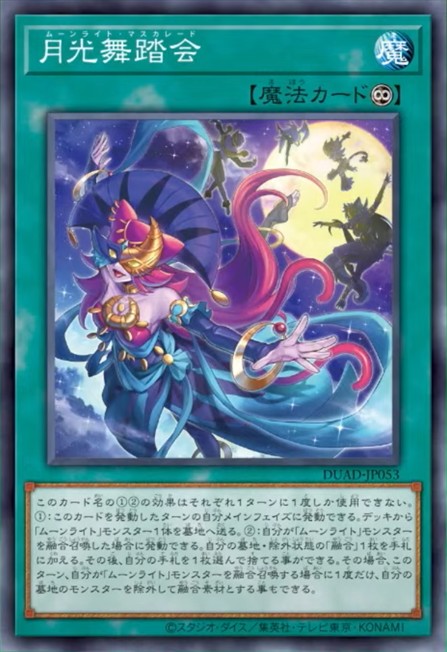 ムーンライト・マスカレード
月光舞踏会
魔
まほう
【魔法カード】
DUAD-JP053
このカード名の①②の効果はそれぞれ1ターンに1度しか使用できない。
①:このカードを発動したターンの自分メインフェイズに発動できる。デッキから
「ムーンライト」モンスター1体を墓地へ送る。②:自分が「ムーンライト」モンスター
を融合召喚した場合に発動できる。自分の墓地・除外状態の「融合」1枚を手札
に加える。その後、自分の手札を1枚選んで捨てる事ができる。その場合、この
ターン、自分が「ムーンライト」モンスターを融合召喚する場合に1度だけ、自分の
墓地のモンスターを除外して融合素材とする事もできる。
©スタジオ・ダイス/集英社・テレビ東京・KONAMI